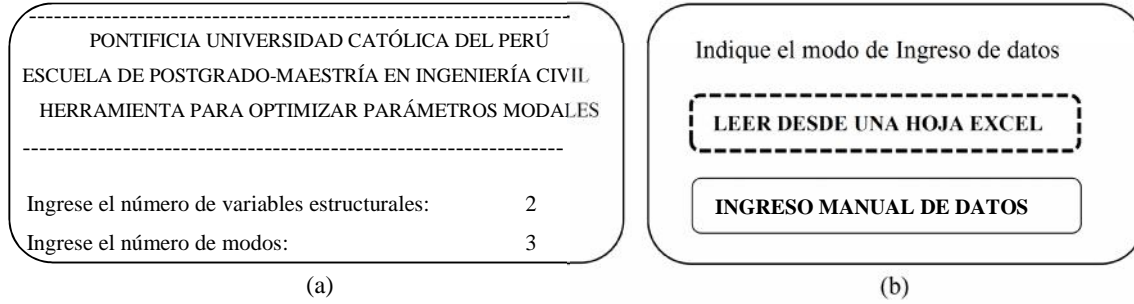 PONTIFICIA UNIVERSIDAD CATÓLICA DEL PERÚ
ESCUELA DE POSTGRADO-MAESTRÍA EN INGENIERÍA CIVIL
HERRAMIENTA PARA OPTIMIZAR PARÁMETROS MODALES
Ingrese el número de variables estructurales: 2
Ingrese el número de modos: 3
(a)
Indique el modo de Ingreso de datos
LEER DESDE UNA HOJA EXCEL
INGRESO MANUAL DE DATOS
(b)